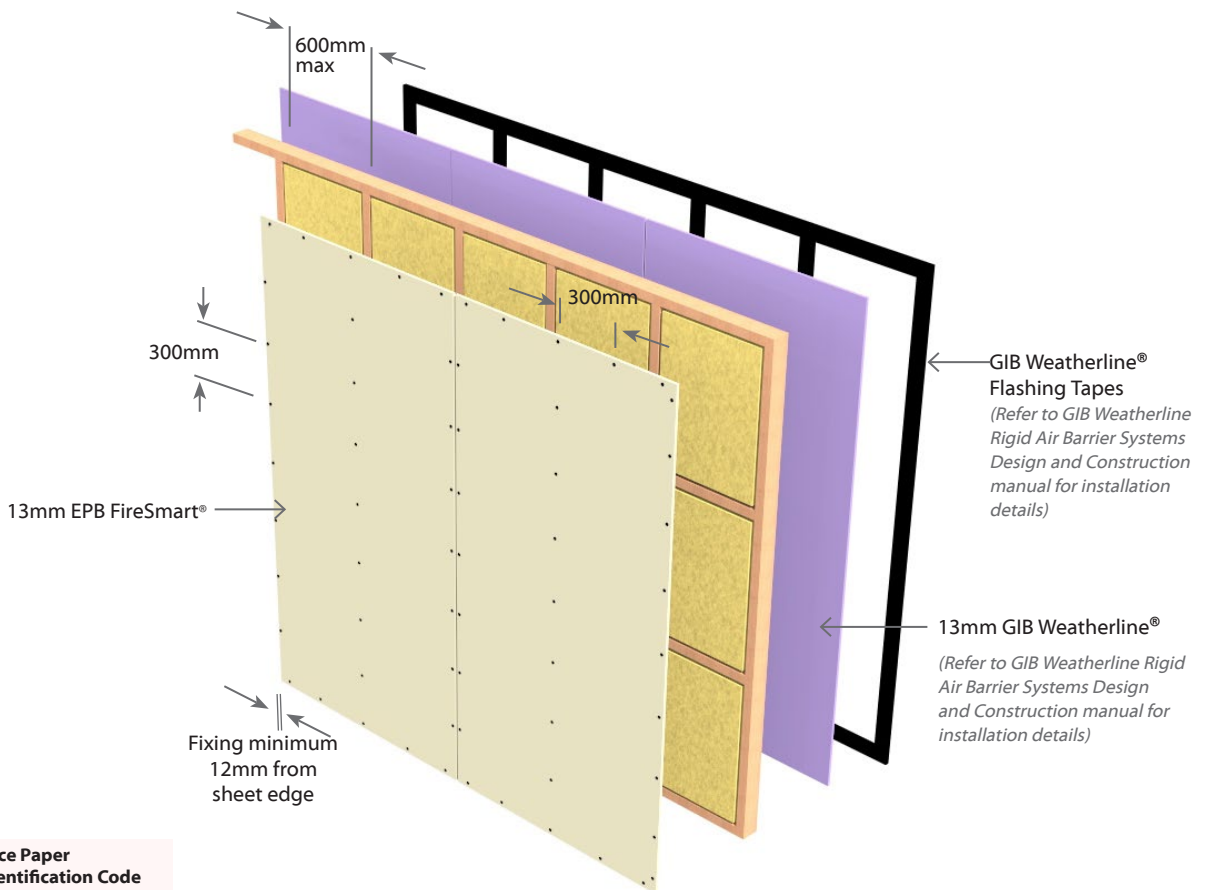 600mm
max
300mm
300mm
GIB Weatherline®
Flashing Tapes
(Refer to GIB Weatherline
Rigid Air Barrier Systems
Design and Construction
manual for installation
details)
13mm EPB FireSmart®
13mm GIB Weatherline®
(Refer to GIB Weatherline Rigid
Air Barrier Systems Design
and Construction manual for
installation details)
Fixing minimum
12mm from
sheet edge
ce Paper
entification Code